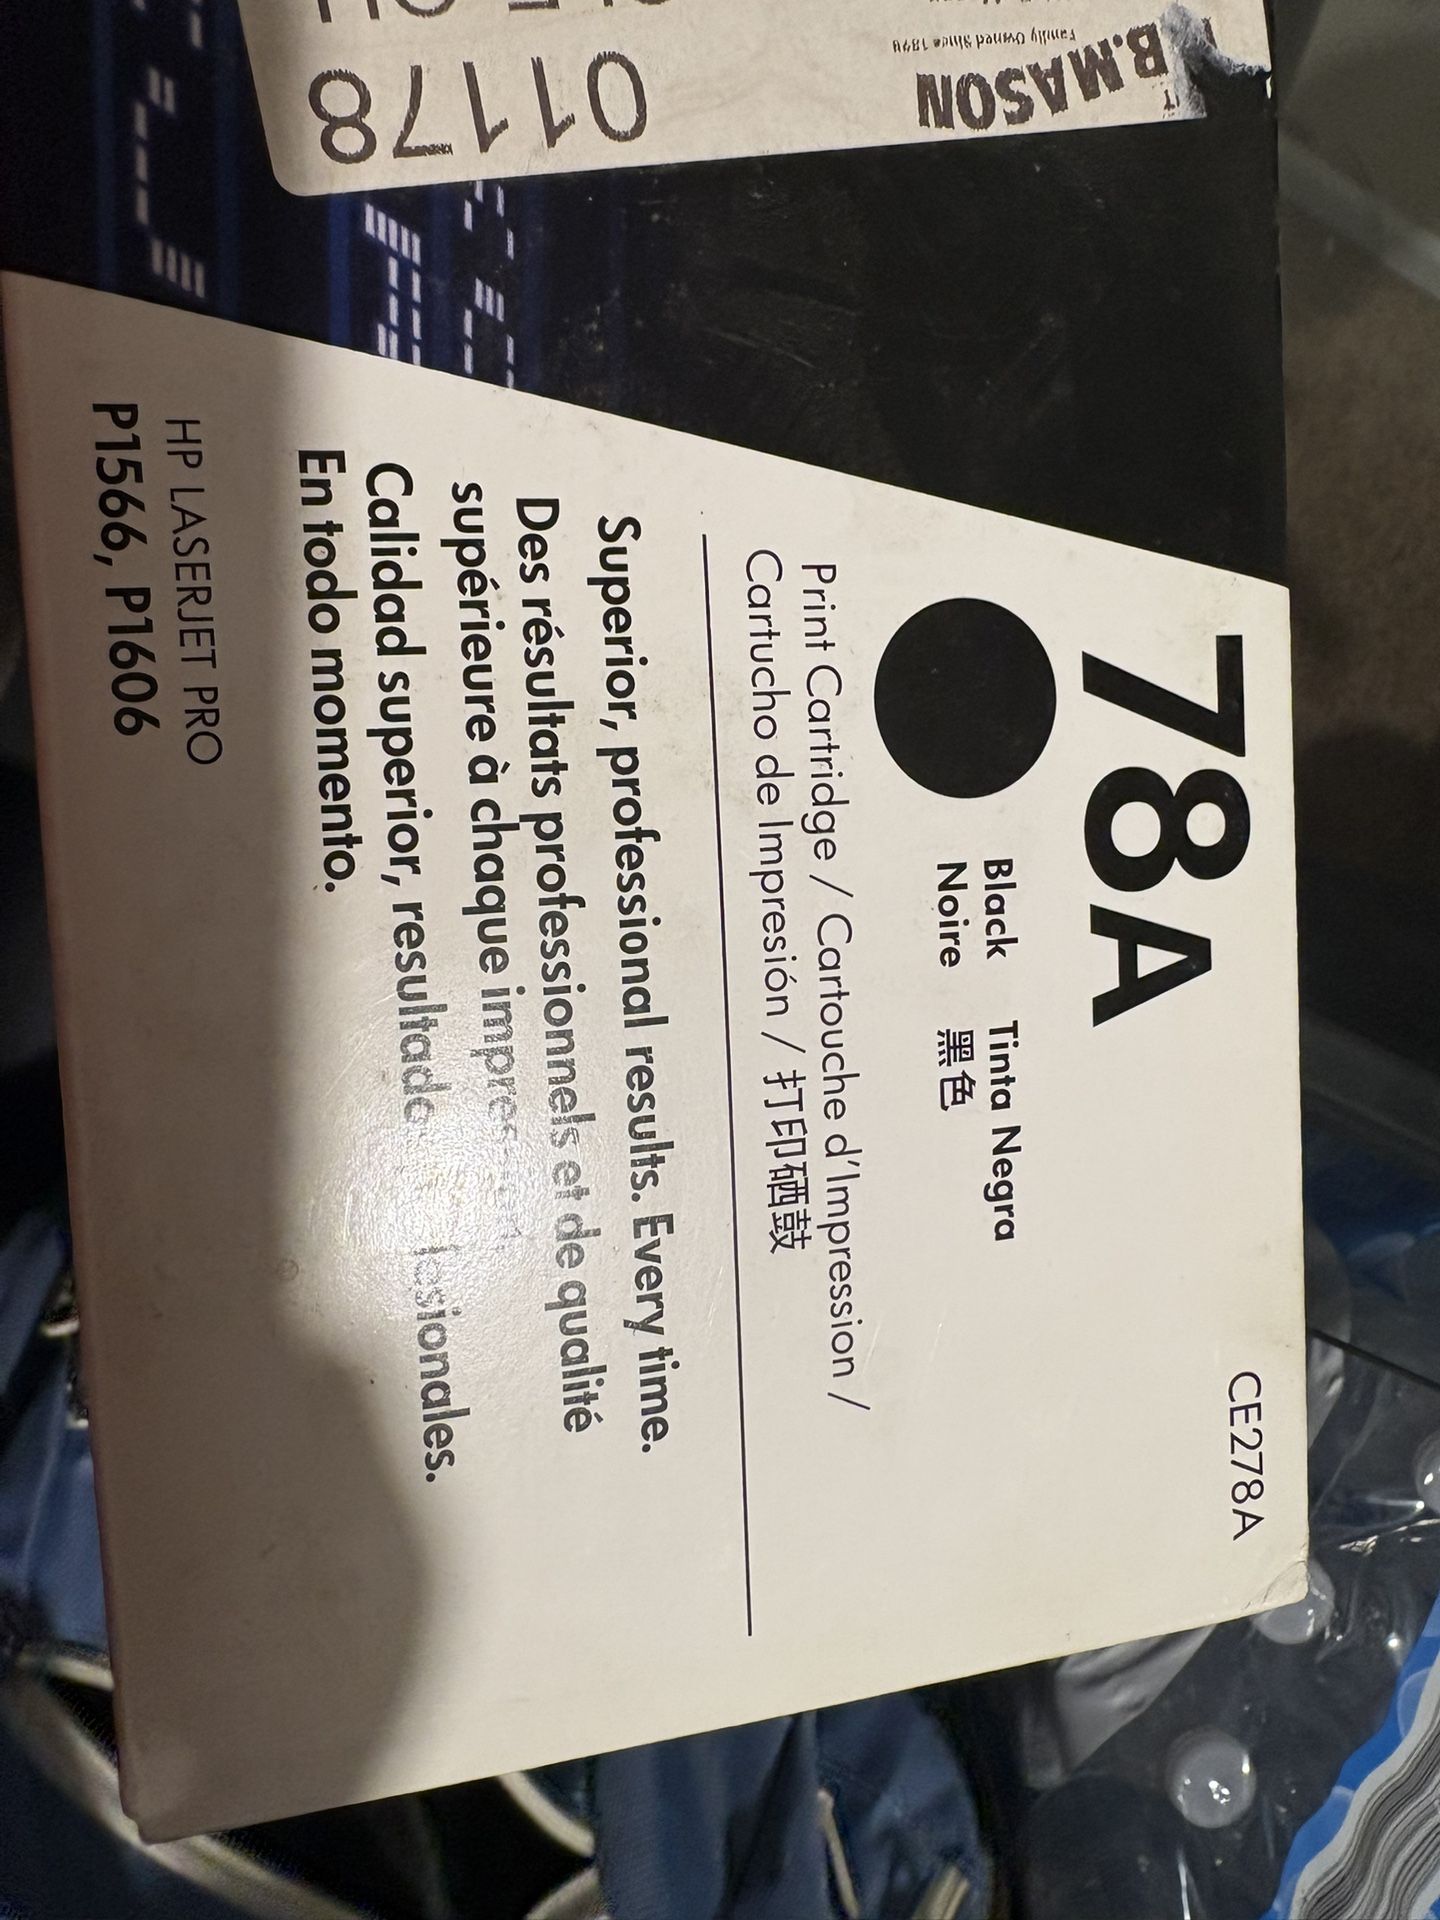 B.MASON
Family Owned Since 1898
01178
78A
CE278A
Black
Noire
Tinta Negra
黑色
Print Cartridge / Cartouche d'Impression /
Cartucho de Impresión / 打印硒鼓
Superior, professional results. Every time.
Des résultats professionnels et de qualité
supérieure à chaque
Calidad superior,
En todo momento.
HP LASERJET PRO
P1566, P1606